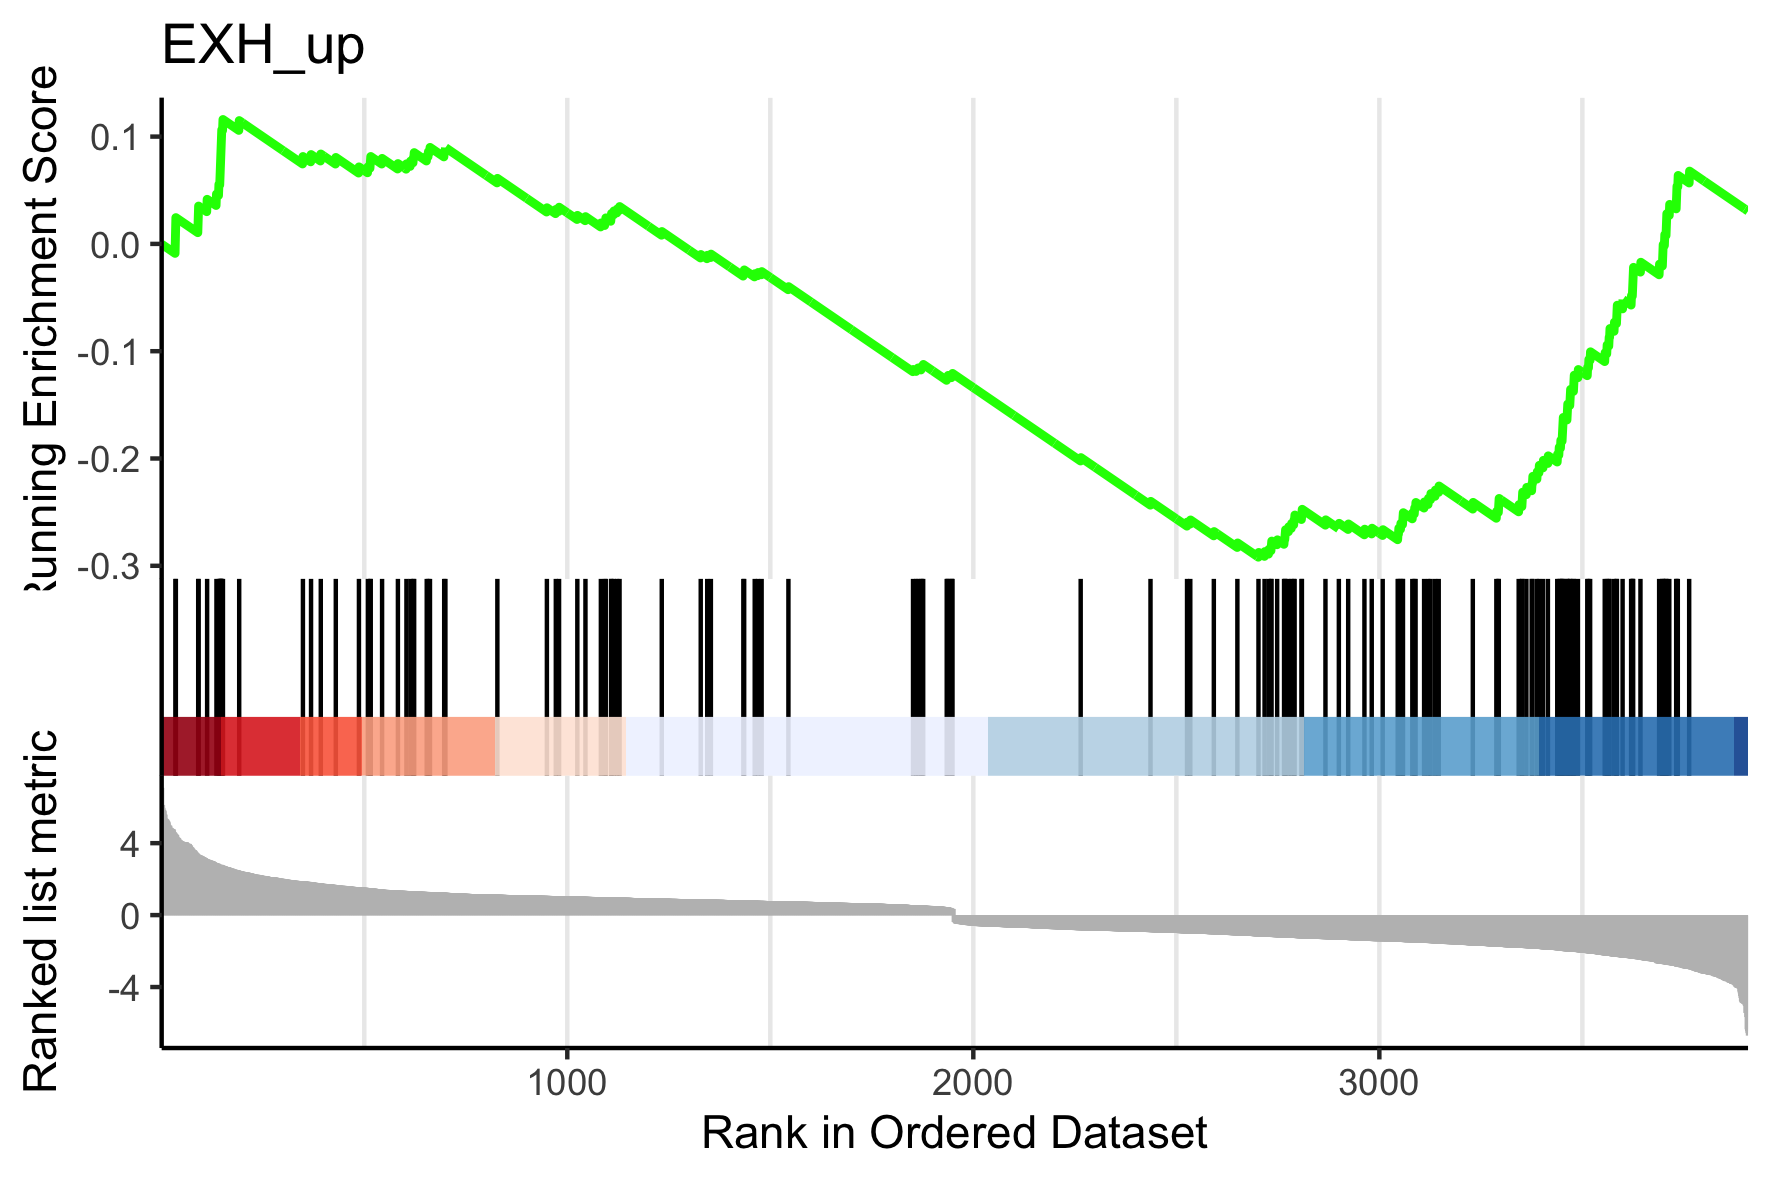 EXH_up
Running Enrichment Score
0.1
0.0
-0.1
-0.2
-0.3
Ranked list metric
4
0
-4
1000
2000
3000
Rank in Ordered Dataset